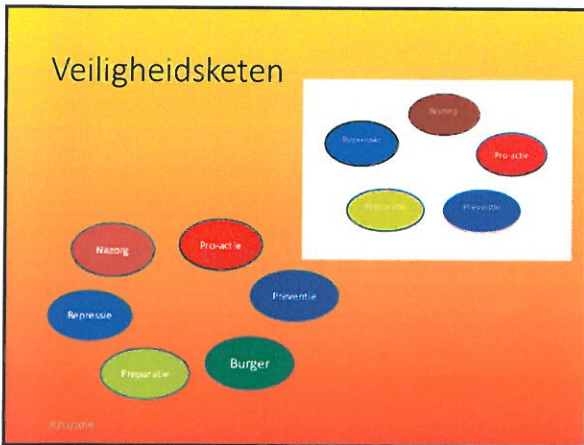 Veiligheidsketen
Nazorg
Repressie
Pro-actie
Preparatie
Preventie
Nazorg
Pro-actie
Preventie
Repressie
Burger
Preparatie